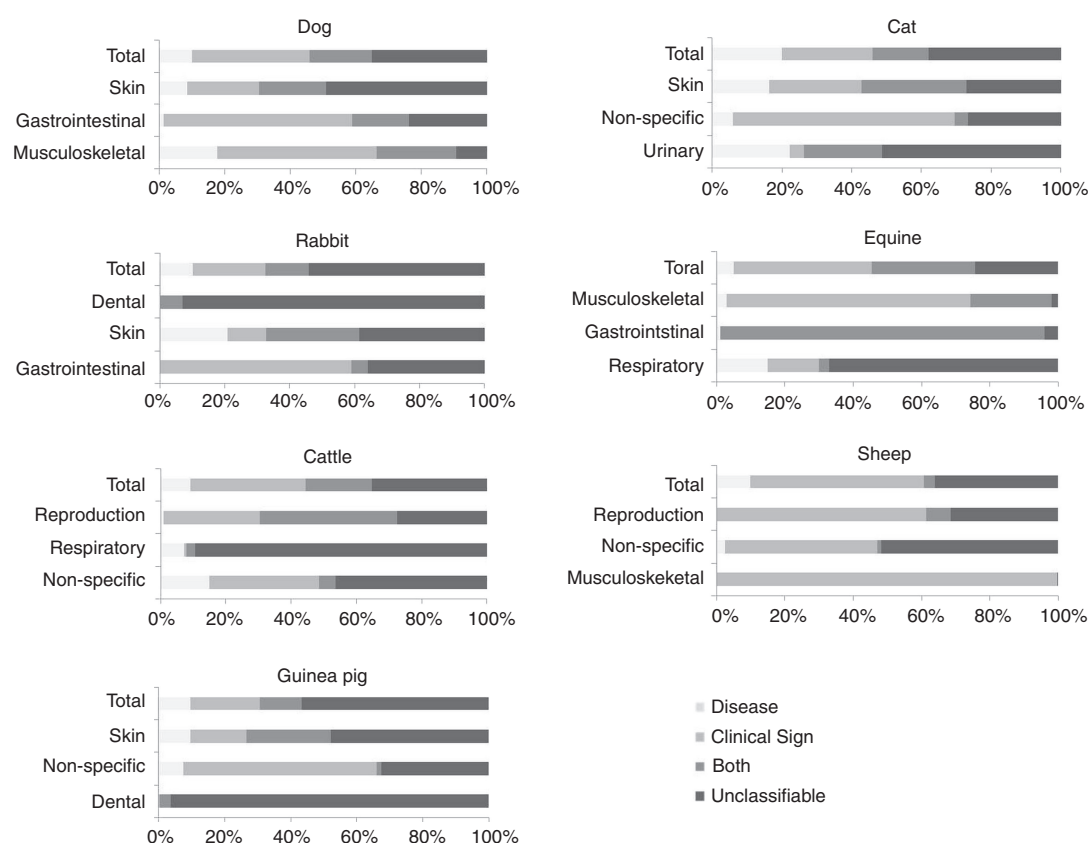 Dog
Total
Skin
Gastrointestinal
Musculoskeletal
0% 20% 40% 60% 80% 100%
Cat
Total
Skin
Non-specific
Urinary
0% 20% 40% 60% 80% 100%
Rabbit
Total
Dental
Skin
Gastrointestinal
0% 20% 40% 60% 80% 100%
Equine
Toral
Musculoskeletal
Gastrointstinal
Respiratory
0% 20% 40% 60% 80% 100%
Cattle
Total
Reproduction
Respiratory
Non-specific
0% 20% 40% 60% 80% 100%
Sheep
Total
Reproduction
Non-specific
Musculoskeketal
0% 20% 40% 60% 80% 100%
Guinea pig
Total
Skin
Non-specific
Dental
0% 20% 40% 60% 80% 100%
Disease
Clinical Sign
Both
Unclassifiable